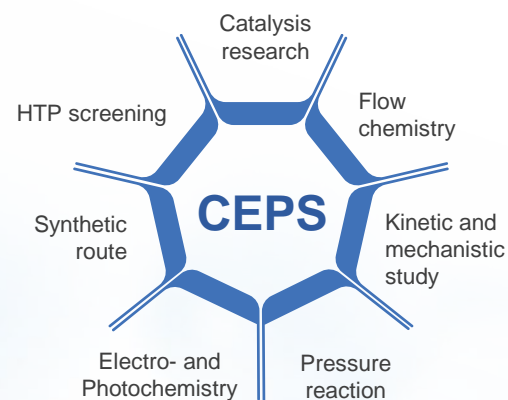 Catalysis
research
HTP screening
Flow
chemistry
CEPS
Synthetic
route
Kinetic and
mechanistic
study
Electro- and
Photochemistry
Pressure
reaction